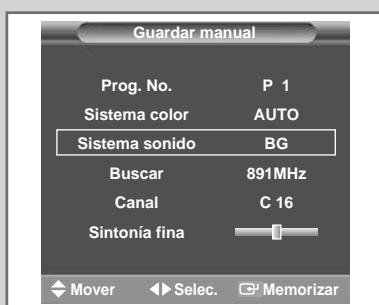 Guardar manual
Prog. No. P 1
Sistema color AUTO
Sistema sonido BG
Buscar 891MHz
Canal C 16
Sintonía fina
Mover Selec. Memorizar